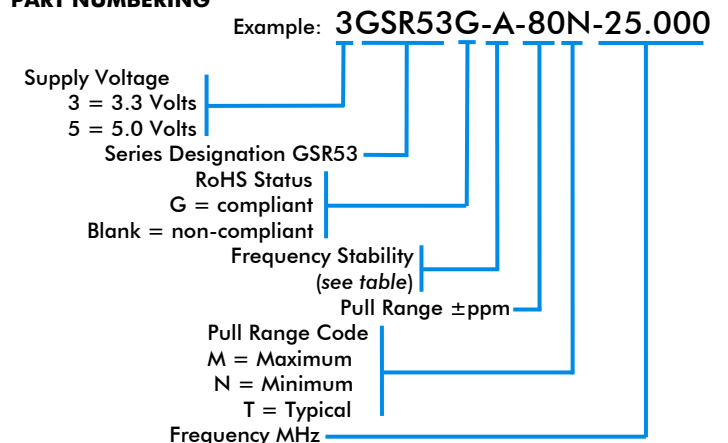 PART NUMBERING
Example: 3GSR53G-A-80N-25.000
Supply Voltage
3 = 3.3 Volts
5 = 5.0 Volts
Series Designation GSR53
RoHS Status
G = compliant
Blank = non-compliant
Frequency Stability
(see table)
Pull Range ±ppm
Pull Range Code
M = Maximum
N = Minimum
T = Typical
Frequency MHz